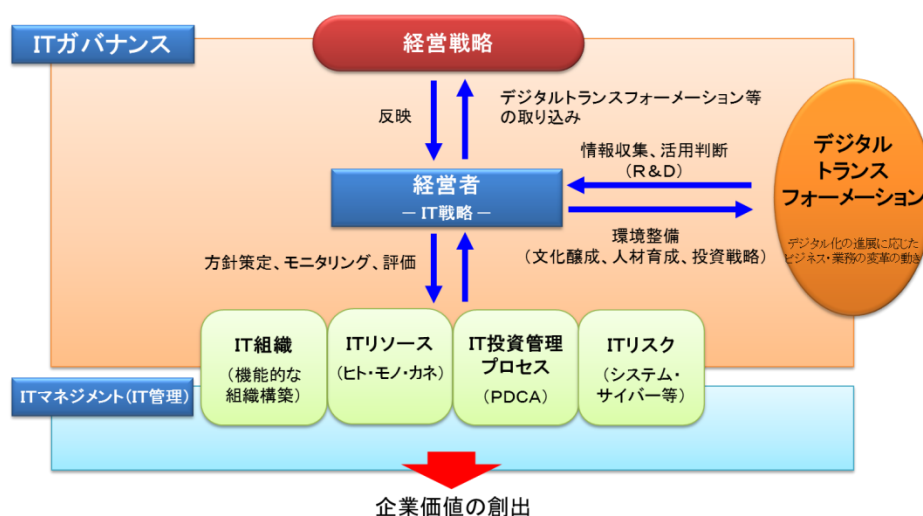 ITガバナンス
経営戦略
反映
デジタルトランスフォーメーション等
の取り込み
情報収集、活用判断
(R&D)
デジタル
トランス
フォーメーション
デジタル化の進展に応じた
ビジネス・業務の変革の動き
経営者
― IT戦略 ―
環境整備
(文化醸成、人材育成、投資戦略)
方針策定、モニタリング、評価
IT組織
(機能的な
組織構築)
ITリソース
(ヒト・モノ・カネ)
IT投資管理
プロセス
(PDCA)
ITリスク
(システム・
サイバー等)
ITマネジメント(IT管理)
企業価値の創出